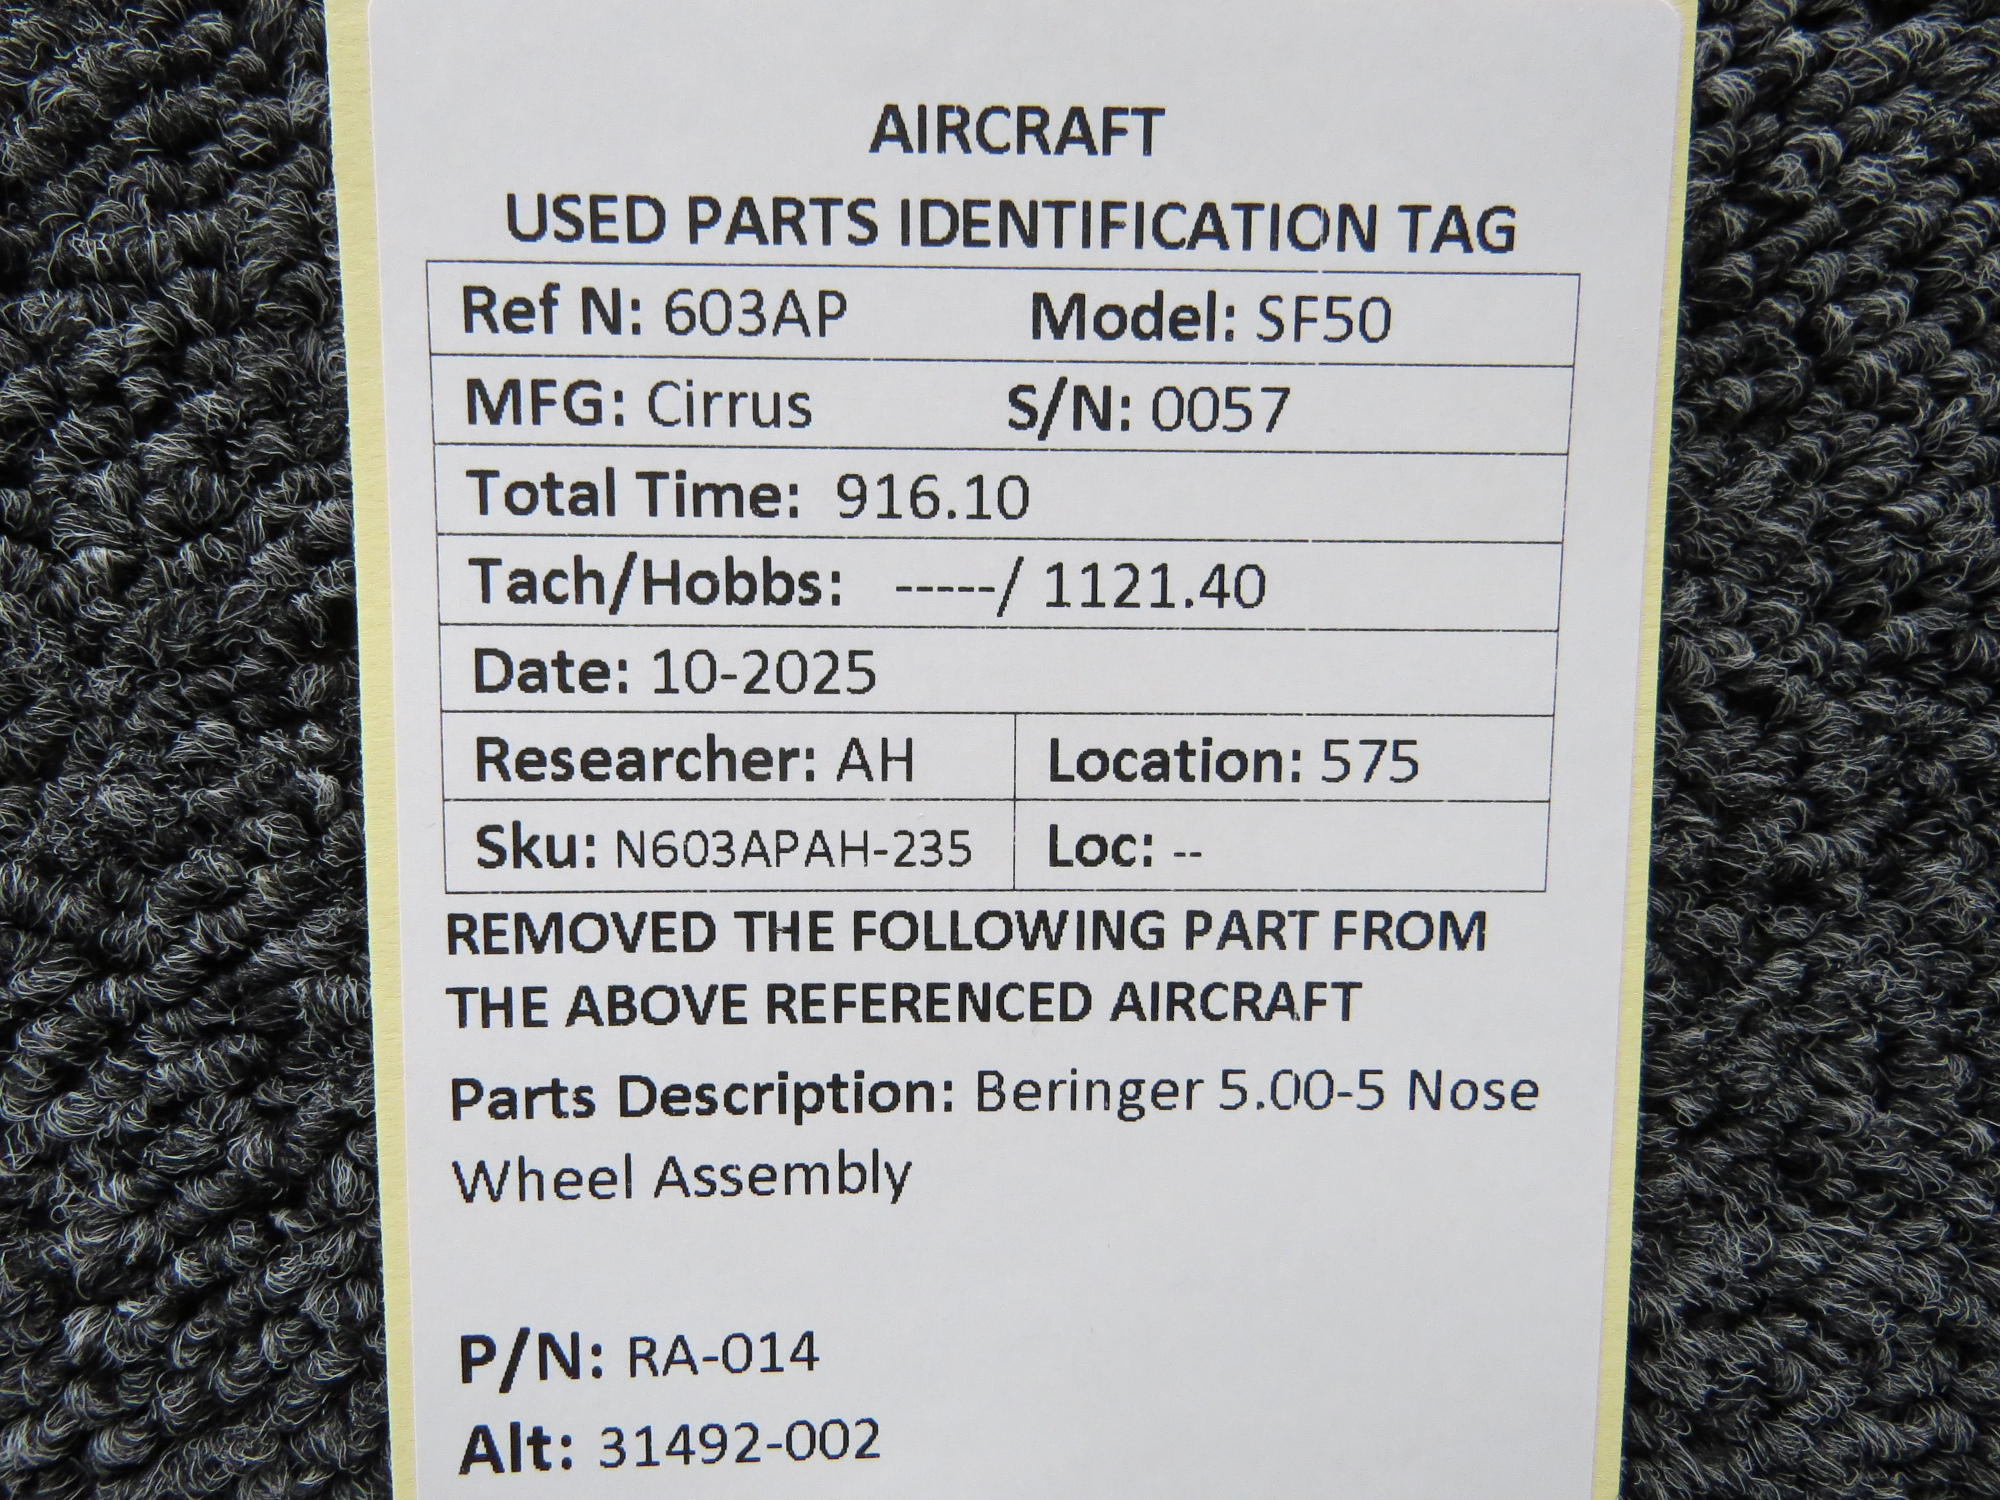 AIRCRAFT
USED PARTS IDENTIFICATION TAG
Ref N: 603AP Model: SF50
MFG: Cirrus S/N: 0057
Total Time: 916.10
Tach/Hobbs: -----/ 1121.40
Date: 10-2025
Researcher: AH Location: 575
Sku: N603APAH-235 Loc: --
REMOVED THE FOLLOWING PART FROM
THE ABOVE REFERENCED AIRCRAFT
Parts Description: Beringer 5.00-5 Nose
Wheel Assembly
P/N: RA-014
Alt: 31492-002